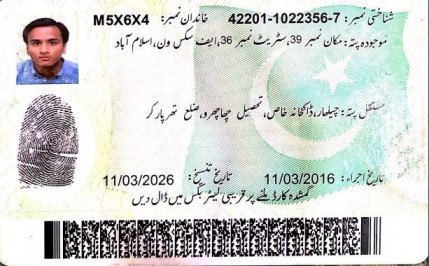 شناختی نمبر: 42201-1022356-7 خاندان نمبر: M5X6X4
موجودہ پتہ: مکان نمبر 39، سٹریٹ نمبر 36، ایف سکس ون، اسلام آباد
مستقل پتہ: چیلھار، ڈاکخانہ خاص، تحصیل چھاچھرو، ضلع تھرپارکر
تاریخ اجراء: 11/03/2016 تاریخ تنسیخ: 11/03/2026
گمشدہ کارڈ ملنے پر قریبی لیٹر بکس میں ڈال دیں